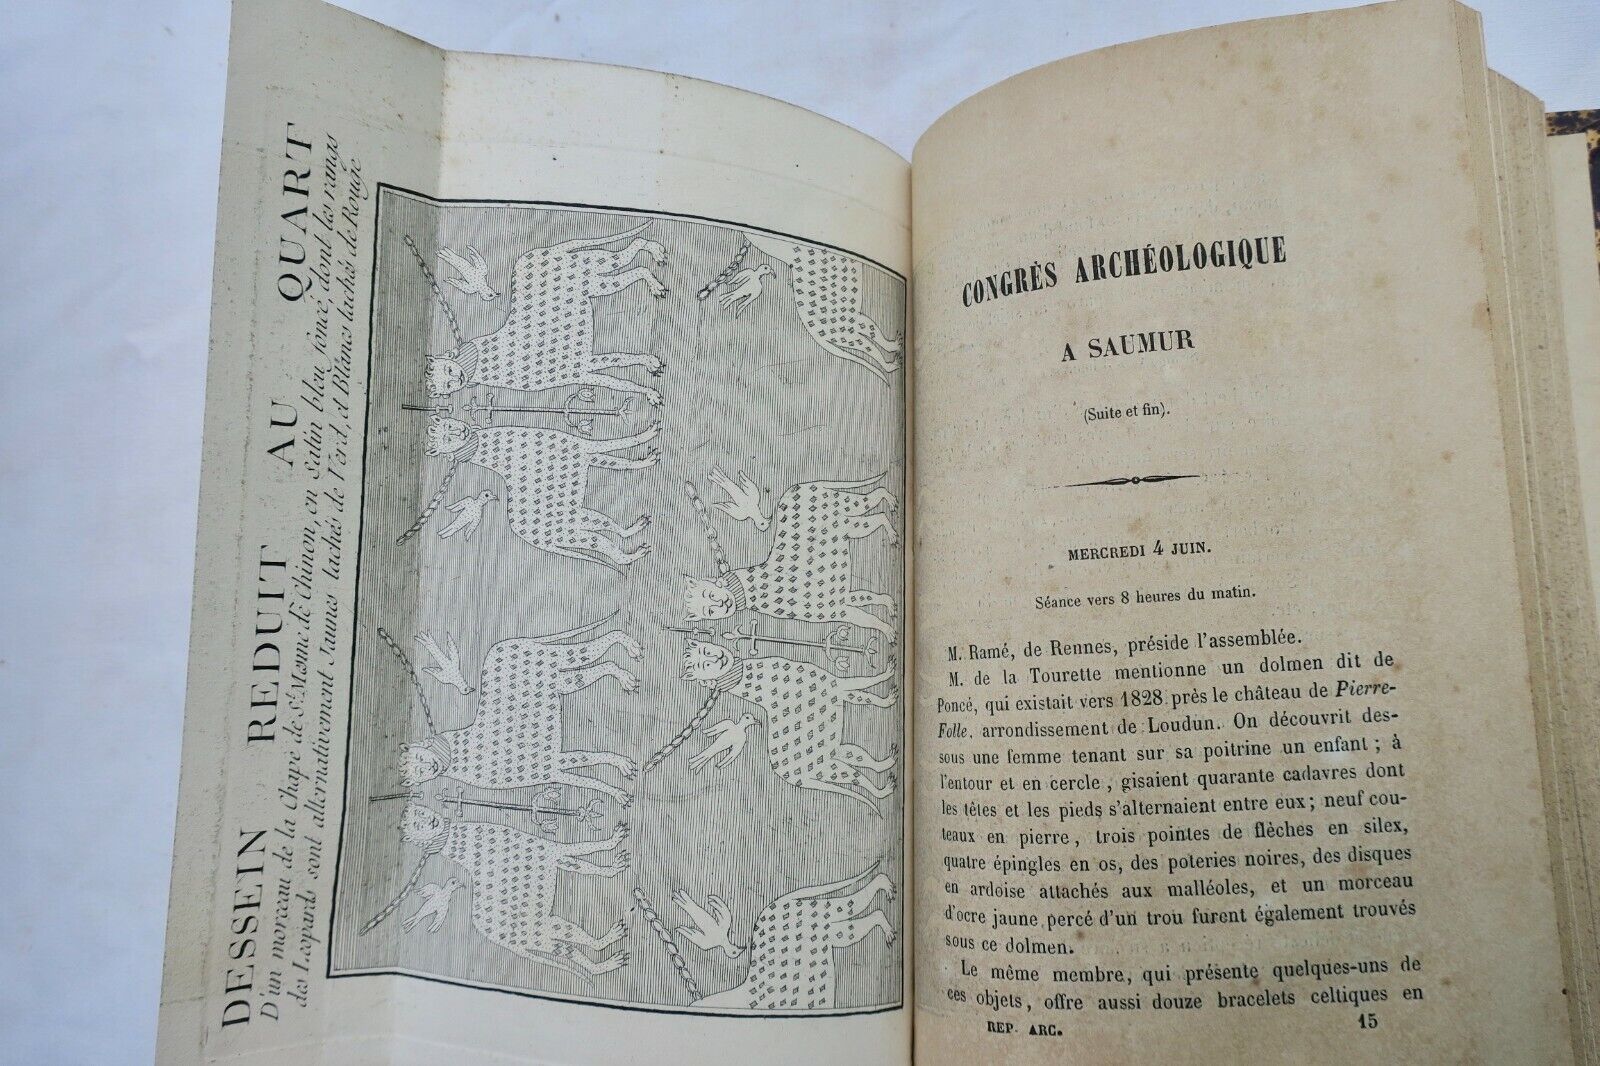 DESSEIN REDUIT AU QUART
D'un morceau de la Chape de St. Mesme de Chinon, en satin bleu foncé, dont les rangs
des Leopards sont alternativement Jaunes tachés de Verd, et Blancs tachés de Rouge
CONGRÈS ARCHÉOLOGIQUE
A SAUMUR
(Suite et fin).
MERCREDI 4 JUIN.
Séance vers 8 heures du matin.
M. Ramé, de Rennes, préside l'assemblée.
M. de la Tourette mentionne un dolmen dit de
Poncé, qui existait vers 1828 près le château de Pierre-
Folle, arrondissement de Loudun. On découvrit des-
sous une femme tenant sur sa poitrine un enfant ; à
l'entour et en cercle, gisaient quarante cadavres dont
les têtes et les pieds s'alternaient entre eux ; neuf cou-
teaux en pierre, trois pointes de flèches en silex,
quatre épingles en os, des poteries noires, des disques
en ardoise attachés aux malléoles, et un morceau
d'ocre jaune percé d'un trou furent également trouvés
sous ce dolmen.
Le même membre, qui présente quelques-uns de
ces objets, offre aussi douze bracelets celtiques en
REP. ARC. 15